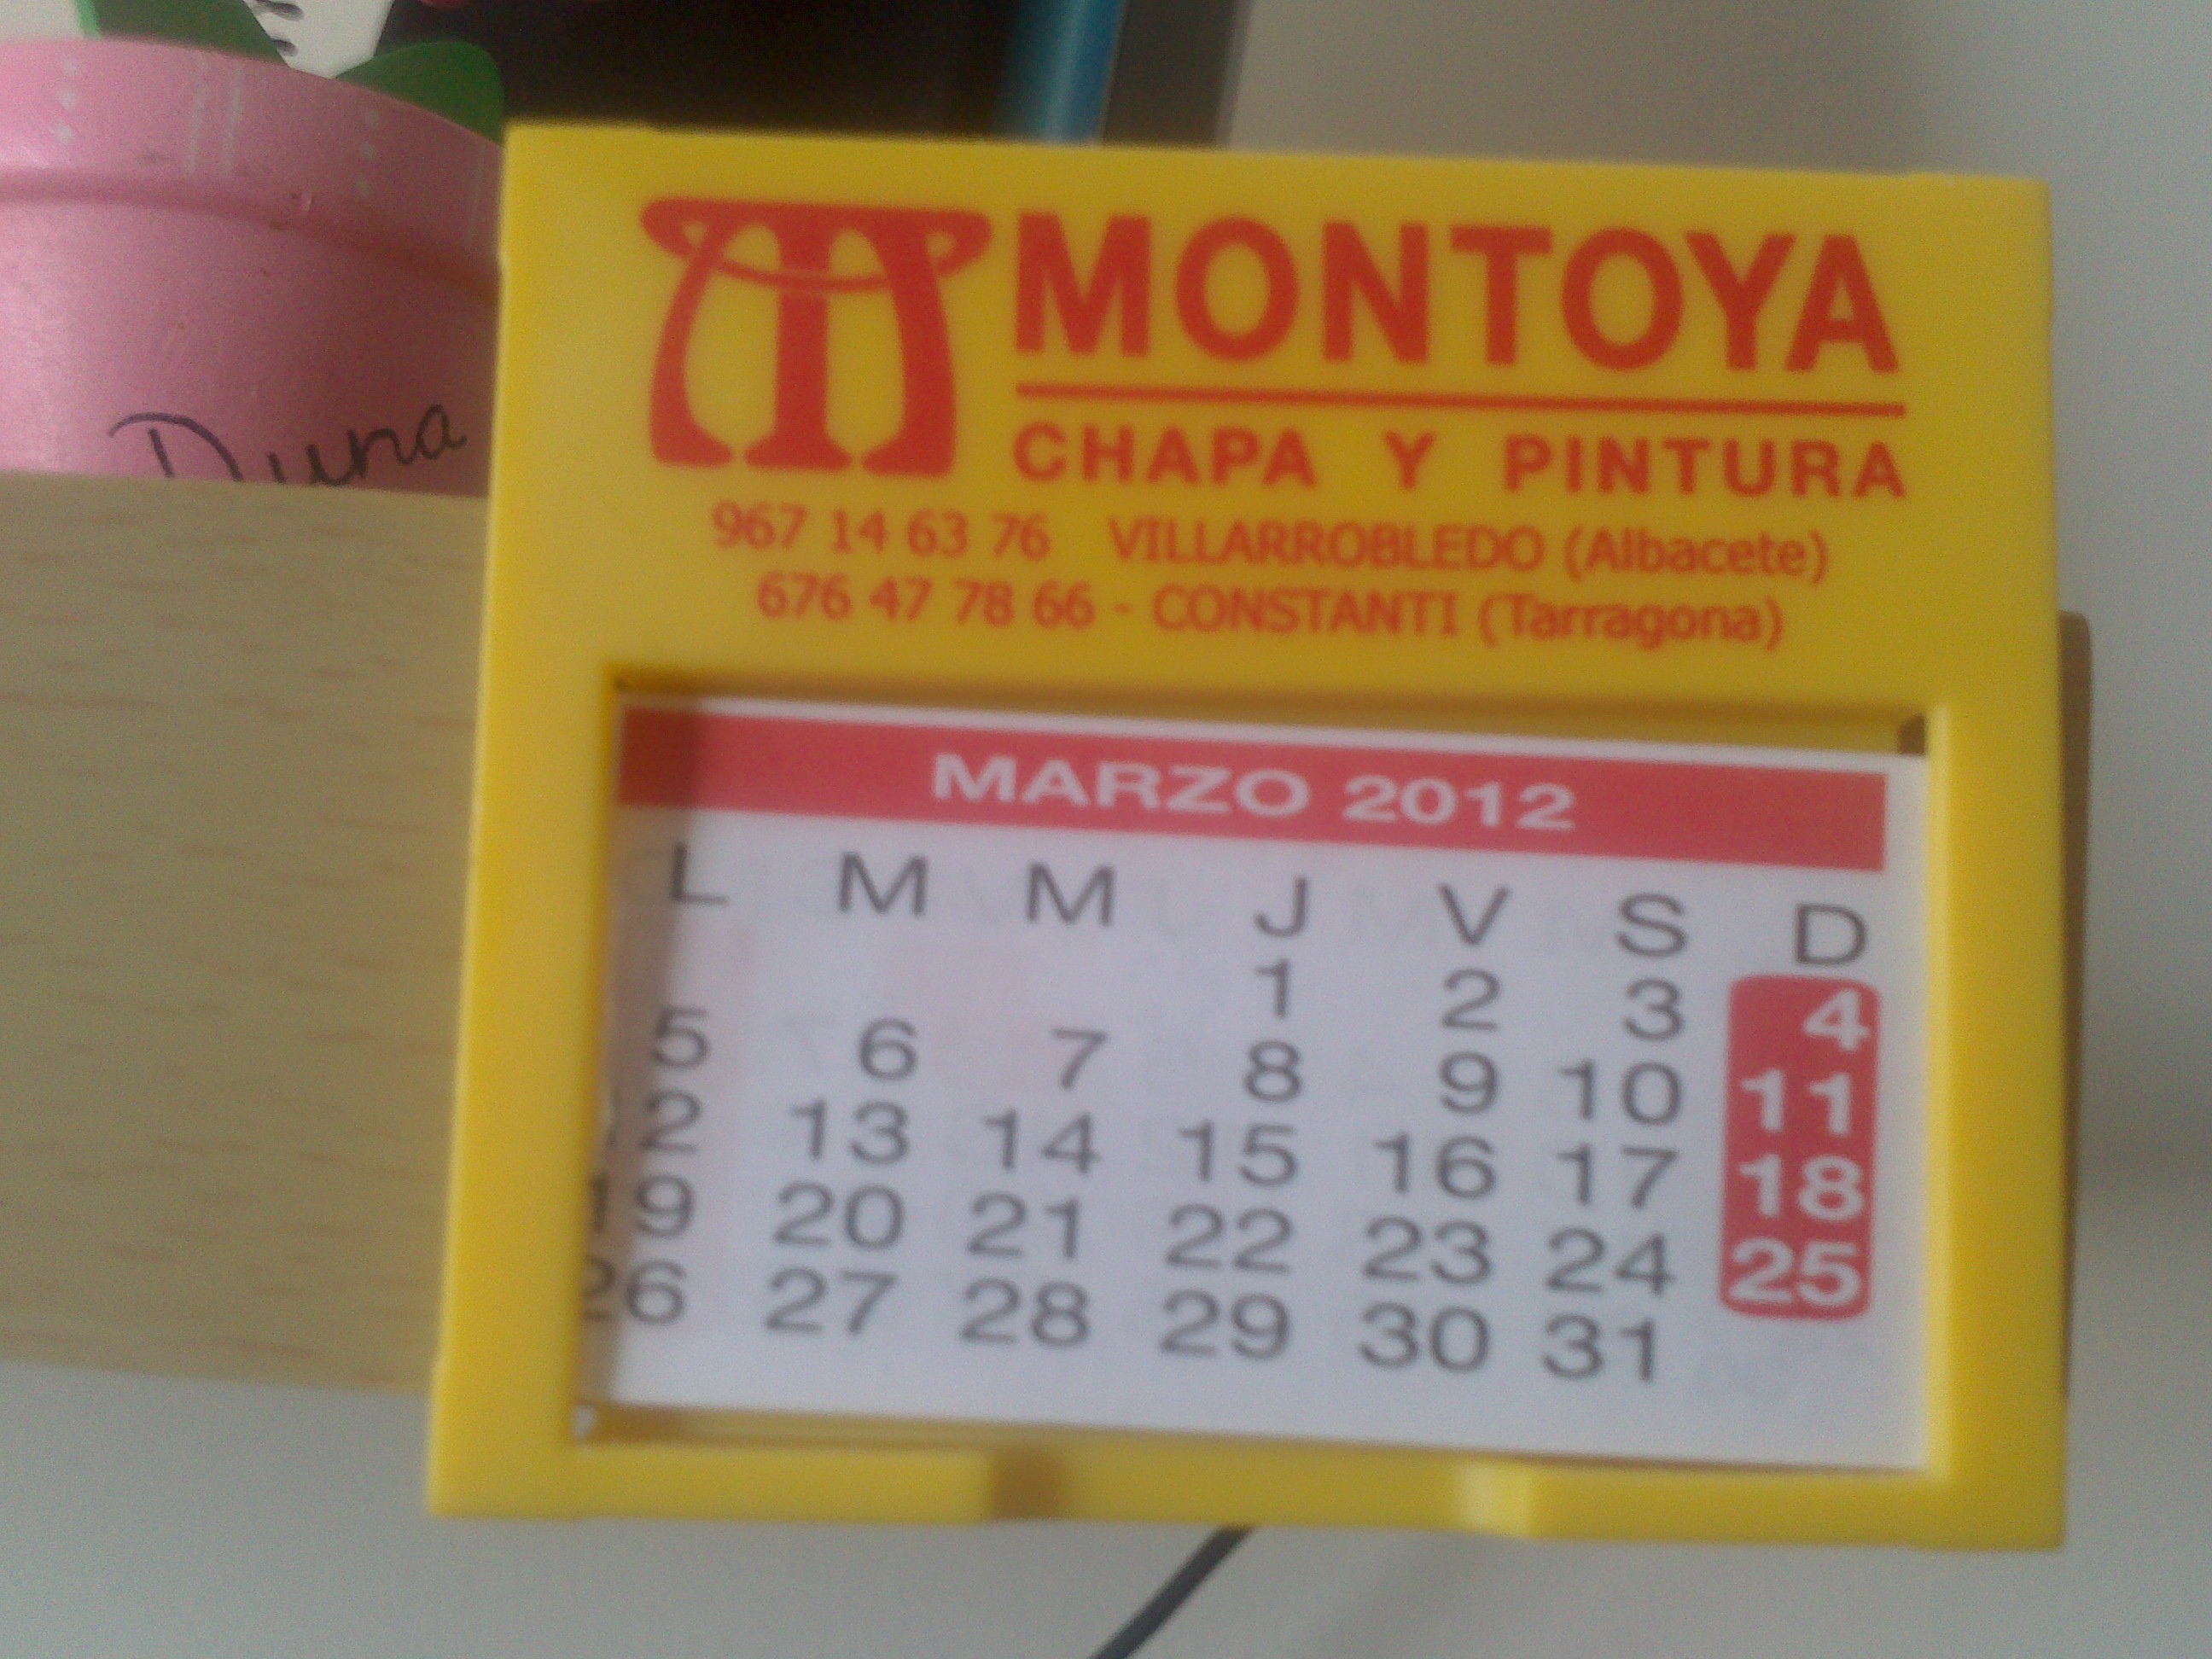 Duna
MONTOYA
CHAPA Y PINTURA
967 14 63 76 VILLARROBLEDO (Albacete)
676 47 78 66 - CONSTANTI (Tarragona)
MARZO 2012
L M M J V S D
1 2 3 4
5 6 7 8 9 10 11
12 13 14 15 16 17 18
19 20 21 22 23 24 25
26 27 28 29 30 31